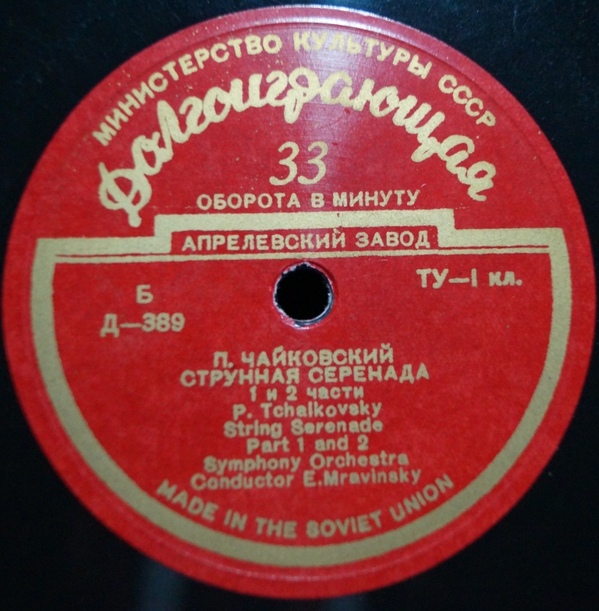 МИНИСТЕРСТВО КУЛЬТУРЫ СССР
Долгоиграющая
33
ОБОРОТА В МИНУТУ
АПРЕЛЕВСКИЙ ЗАВОД
ТУ—1 кл.
Б
Д—389
П. ЧАЙКОВСКИЙ
СТРУННАЯ СЕРЕНАДА
1 и 2 части
P. Tchaikovsky
String Serenade
Part 1 and 2
Symphony Orchestra
Conductor E.Mravinsky
MADE IN THE SOVIET UNION